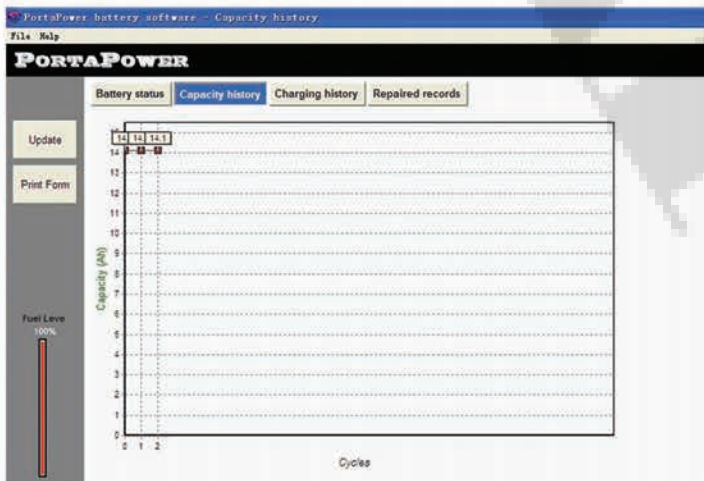 PortaPower battery software - Capacity history
File Help
PORTAPOWER
Battery status Capacity history Charging history Repaired records
Update
Print Form
Fuel Leve
100%
14 14. 14.1
15
14
13
12
11
10
9
8
7
6
5
4
3
2
1
0
Capacity (Ah)
0 1 2
Cycles